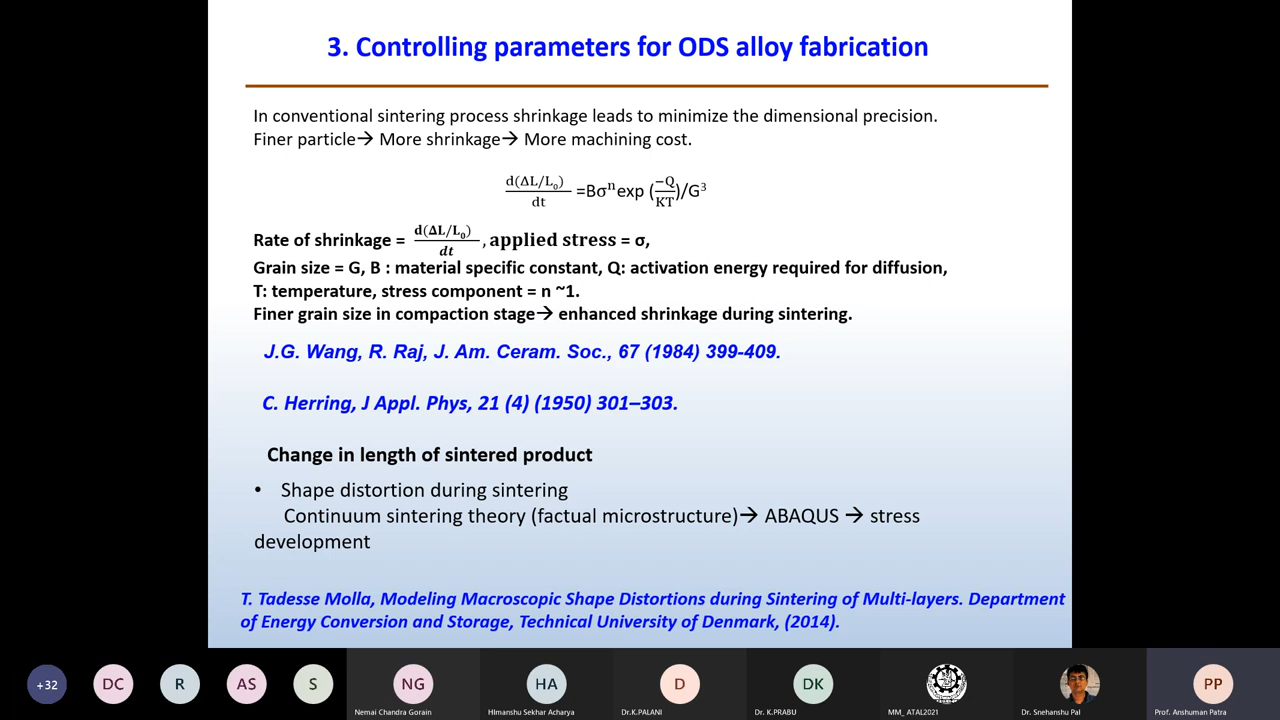 3. Controlling parameters for ODS alloy fabrication
In conventional sintering process shrinkage leads to minimize the dimensional precision.
Finer particle→ More shrinkage→ More machining cost.
d(ΔL/L₀)/dt =Bσⁿexp (−Q/KT)/G³
Rate of shrinkage = d(ΔL/L₀)/dt, applied stress = σ,
Grain size = G, B : material specific constant, Q: activation energy required for diffusion,
T: temperature, stress component = n ~1.
Finer grain size in compaction stage→ enhanced shrinkage during sintering.
J.G. Wang, R. Raj, J. Am. Ceram. Soc., 67 (1984) 399-409.
C. Herring, J Appl. Phys, 21 (4) (1950) 301–303.
Change in length of sintered product
• Shape distortion during sintering
Continuum sintering theory (factual microstructure)→ ABAQUS → stress
development
T. Tadesse Molla, Modeling Macroscopic Shape Distortions during Sintering of Multi-layers. Department
of Energy Conversion and Storage, Technical University of Denmark, (2014).
+32 DC R AS S NG HA D DK PP
Nemai Chandra Gorain HImanshu Sekhar Acharya Dr.K.PALANI Dr. K.PRABU MM_ ATAL2021 Dr. Snehanshu Pal Prof. Anshuman Patra